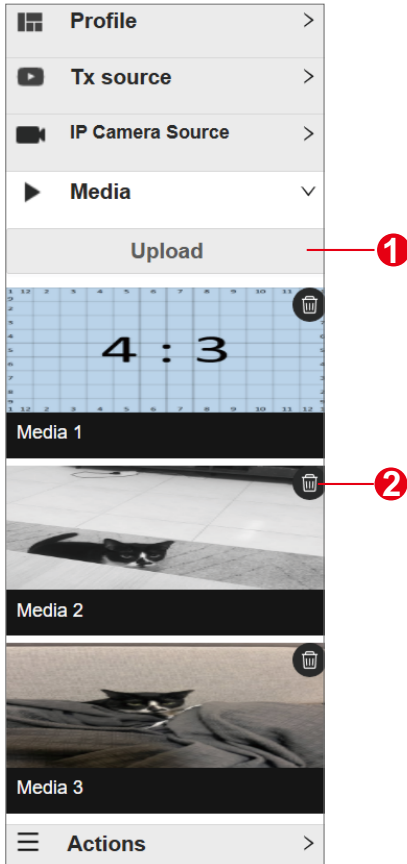 Profile
Tx source
IP Camera Source
Media
Upload
1
4 : 3
Media 1
2
Media 2
Media 3
Actions